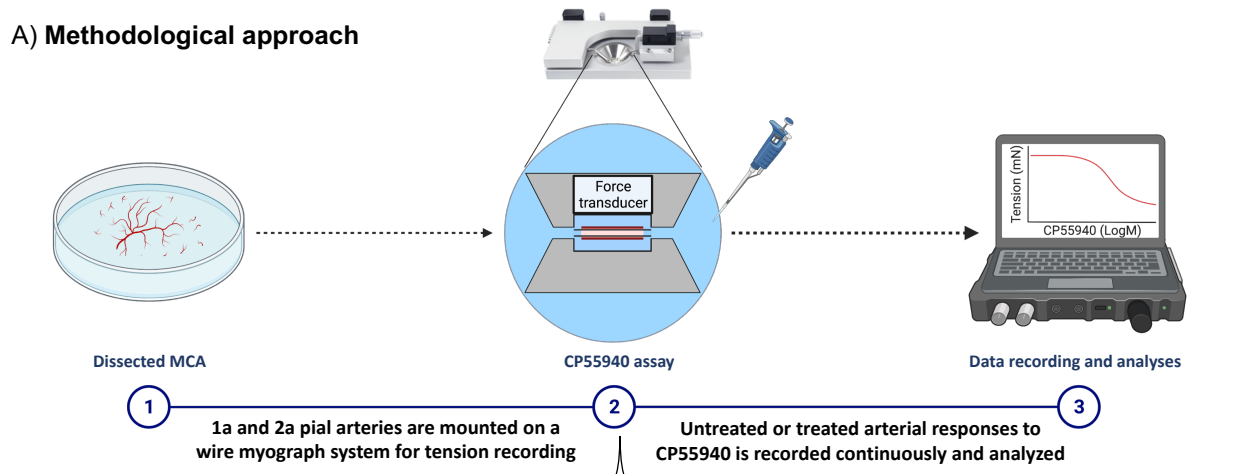 A) Methodological approach
Force
transducer
Tension (mN)
CP55940 (LogM)
Dissected MCA
CP55940 assay
Data recording and analyses
1
2
3
1a and 2a pial arteries are mounted on a
wire myograph system for tension recording
Untreated or treated arterial responses to
CP55940 is recorded continuously and analyzed